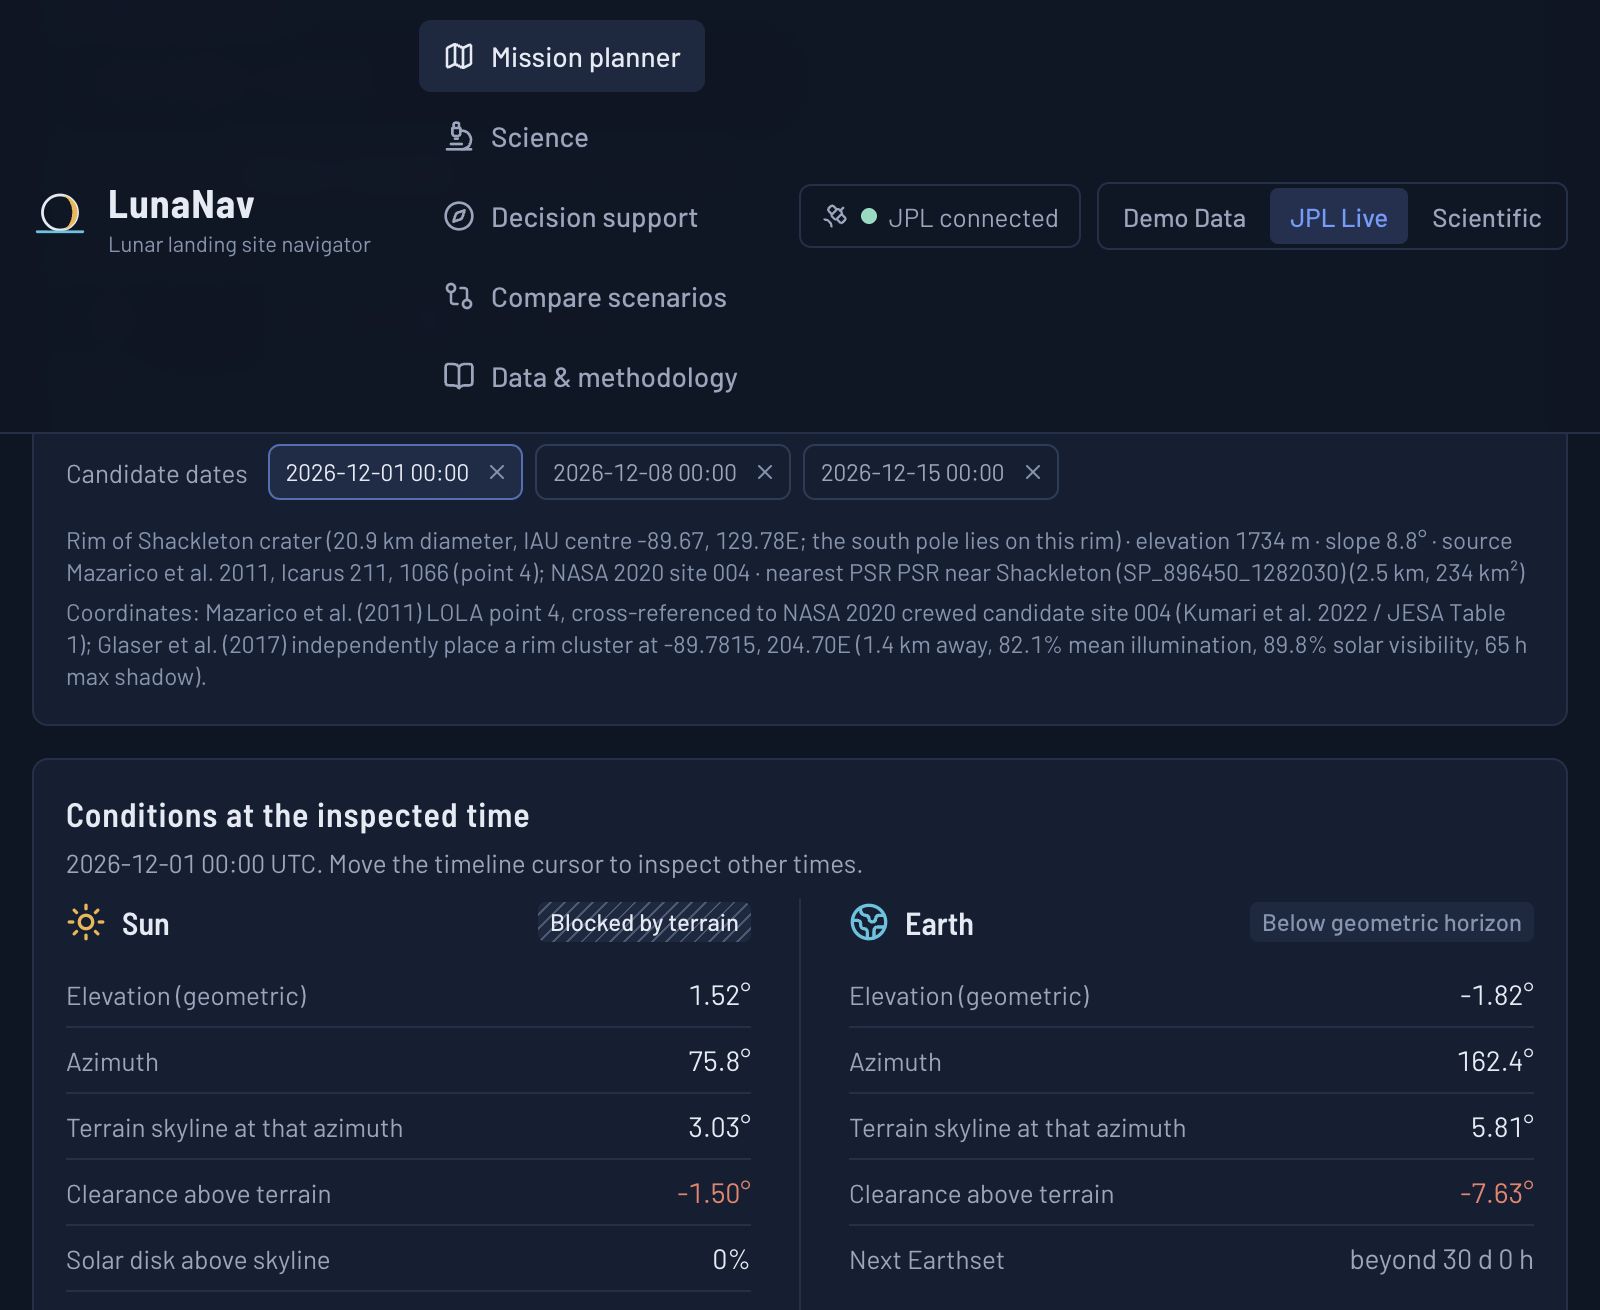 Mission planner
Science
LunaNav
Lunar landing site navigator
Decision support
JPL connected
Demo Data
JPL Live
Scientific
Compare scenarios
Data & methodology
Candidate dates
2026-12-01 00:00
2026-12-08 00:00
2026-12-15 00:00
Rim of Shackleton crater (20.9 km diameter, IAU centre -89.67, 129.78E; the south pole lies on this rim) · elevation 1734 m · slope 8.8° · source
Mazarico et al. 2011, Icarus 211, 1066 (point 4); NASA 2020 site 004 · nearest PSR PSR near Shackleton (SP_896450_1282030) (2.5 km, 234 km²)
Coordinates: Mazarico et al. (2011) LOLA point 4, cross-referenced to NASA 2020 crewed candidate site 004 (Kumari et al. 2022 / JESA Table
1); Glaser et al. (2017) independently place a rim cluster at -89.7815, 204.70E (1.4 km away, 82.1% mean illumination, 89.8% solar visibility, 65 h
max shadow).
Conditions at the inspected time
2026-12-01 00:00 UTC. Move the timeline cursor to inspect other times.
Sun
Blocked by terrain
Elevation (geometric) 1.52°
Azimuth 75.8°
Terrain skyline at that azimuth 3.03°
Clearance above terrain -1.50°
Solar disk above skyline 0%
Earth
Below geometric horizon
Elevation (geometric) -1.82°
Azimuth 162.4°
Terrain skyline at that azimuth 5.81°
Clearance above terrain -7.63°
Next Earthset beyond 30 d 0 h